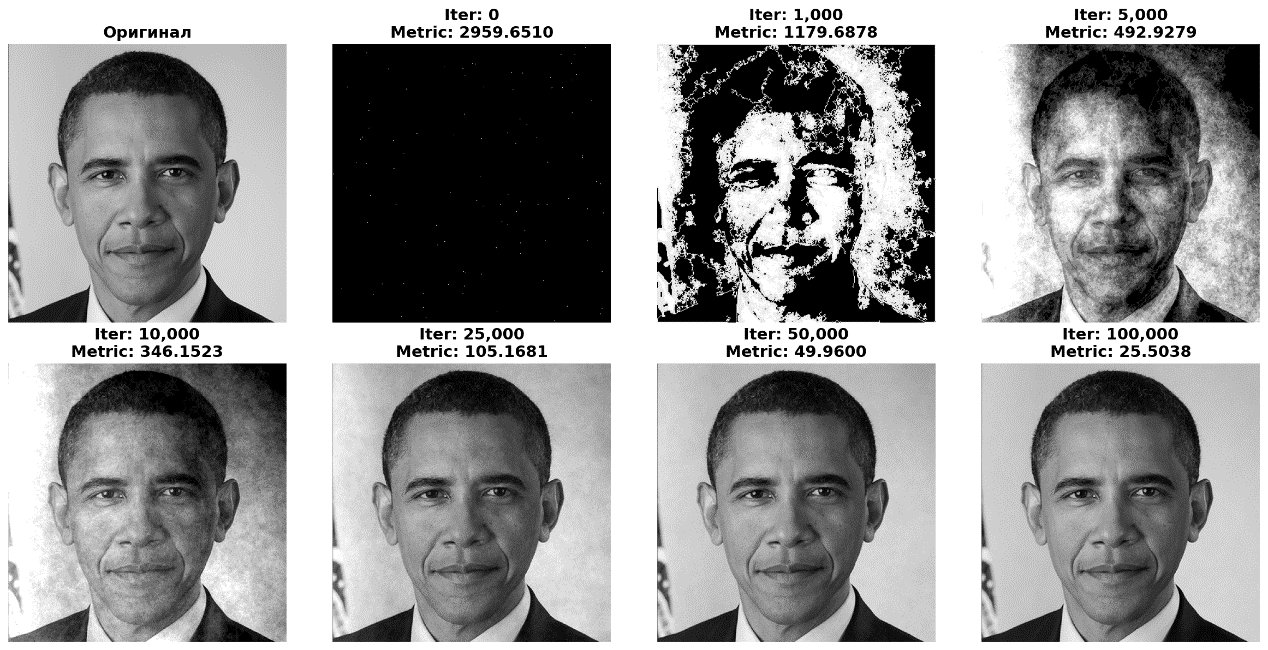 Оригинал
Iter: 0
Metric: 2959.6510
Iter: 1,000
Metric: 1179.6878
Iter: 5,000
Metric: 492.9279
Iter: 10,000
Metric: 346.1523
Iter: 25,000
Metric: 105.1681
Iter: 50,000
Metric: 49.9600
Iter: 100,000
Metric: 25.5038